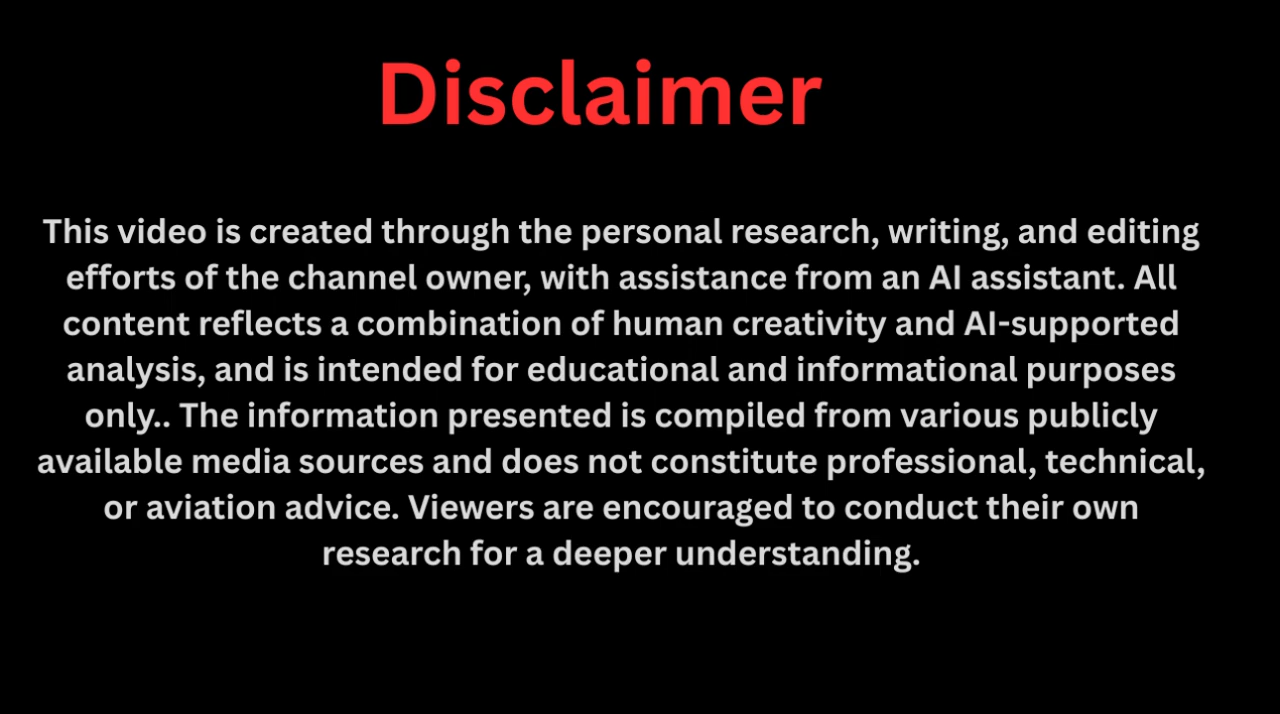 Disclaimer
This video is created through the personal research, writing, and editing
efforts of the channel owner, with assistance from an AI assistant. All
content reflects a combination of human creativity and AI-supported
analysis, and is intended for educational and informational purposes
only.. The information presented is compiled from various publicly
available media sources and does not constitute professional, technical,
or aviation advice. Viewers are encouraged to conduct their own
research for a deeper understanding.